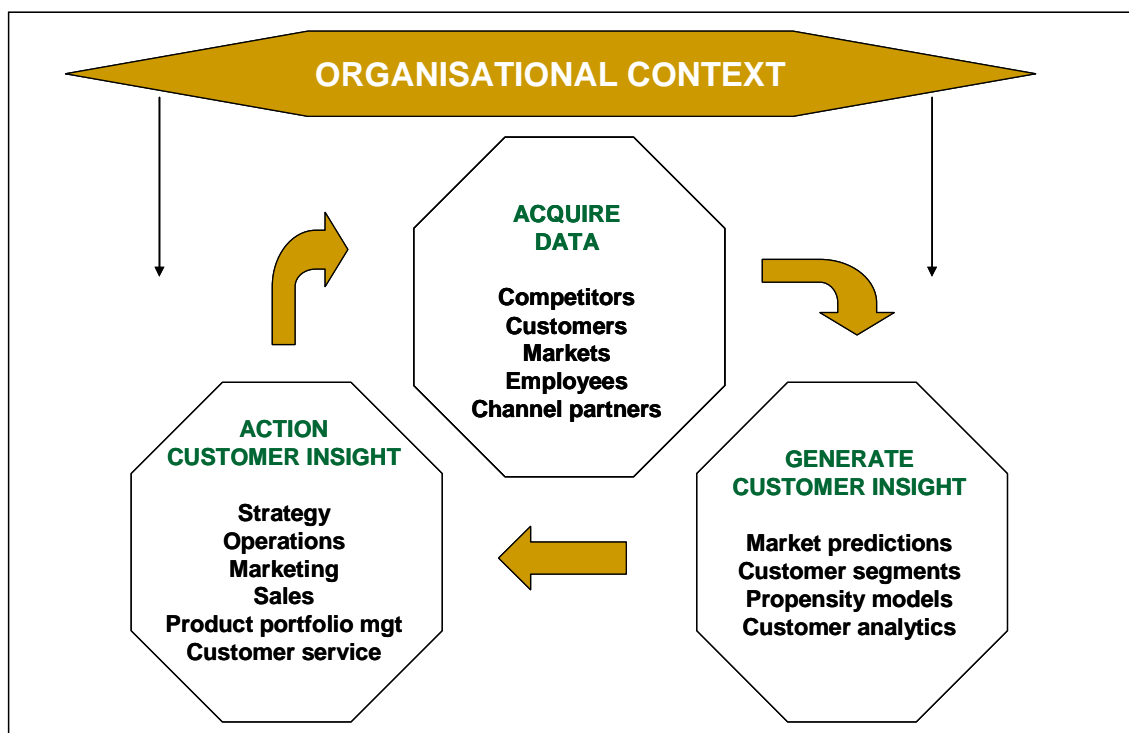 ORGANISATIONAL CONTEXT
ACQUIRE
DATA
Competitors
Customers
Markets
Employees
Channel partners
ACTION
CUSTOMER INSIGHT
Strategy
Operations
Marketing
Sales
Product portfolio mgt
Customer service
GENERATE
CUSTOMER INSIGHT
Market predictions
Customer segments
Propensity models
Customer analytics